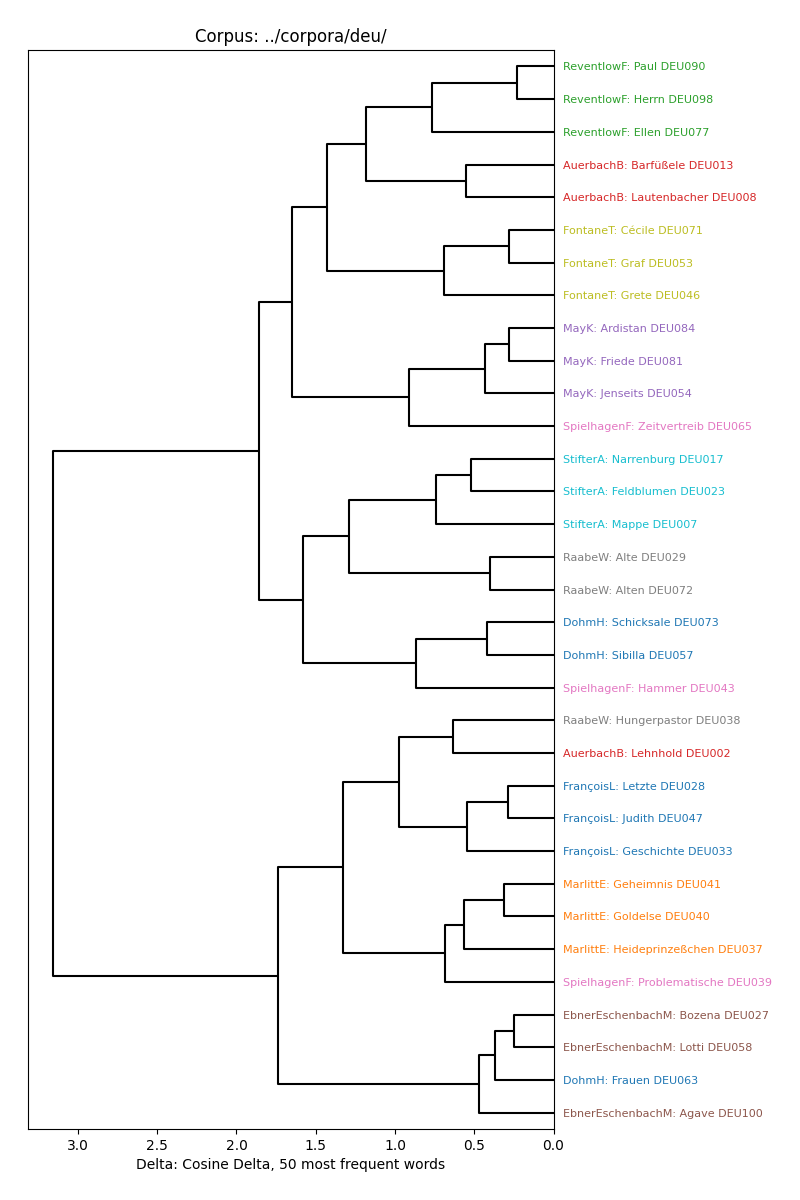 Corpus: ../corpora/deu/
ReventlowF: Paul DEU090
ReventlowF: Herrn DEU098
ReventlowF: Ellen DEU077
AuerbachB: Barfüßele DEU013
AuerbachB: Lautenbacher DEU008
FontaneT: Cécile DEU071
FontaneT: Graf DEU053
FontaneT: Grete DEU046
MayK: Ardistan DEU084
MayK: Friede DEU081
MayK: Jenseits DEU054
SpielhagenF: Zeitvertreib DEU065
StifterA: Narrenburg DEU017
StifterA: Feldblumen DEU023
StifterA: Mappe DEU007
RaabeW: Alte DEU029
RaabeW: Alten DEU072
DohmH: Schicksale DEU073
DohmH: Sibilla DEU057
SpielhagenF: Hammer DEU043
RaabeW: Hungerpastor DEU038
AuerbachB: Lehnhold DEU002
FrançoisL: Letzte DEU028
FrançoisL: Judith DEU047
FrançoisL: Geschichte DEU033
MarlittE: Geheimnis DEU041
MarlittE: Goldelse DEU040
MarlittE: Heideprinzeßchen DEU037
SpielhagenF: Problematische DEU039
EbnerEschenbachM: Bozena DEU027
EbnerEschenbachM: Lotti DEU058
DohmH: Frauen DEU063
EbnerEschenbachM: Agave DEU100
3.0 2.5 2.0 1.5 1.0 0.5 0.0
Delta: Cosine Delta, 50 most frequent words